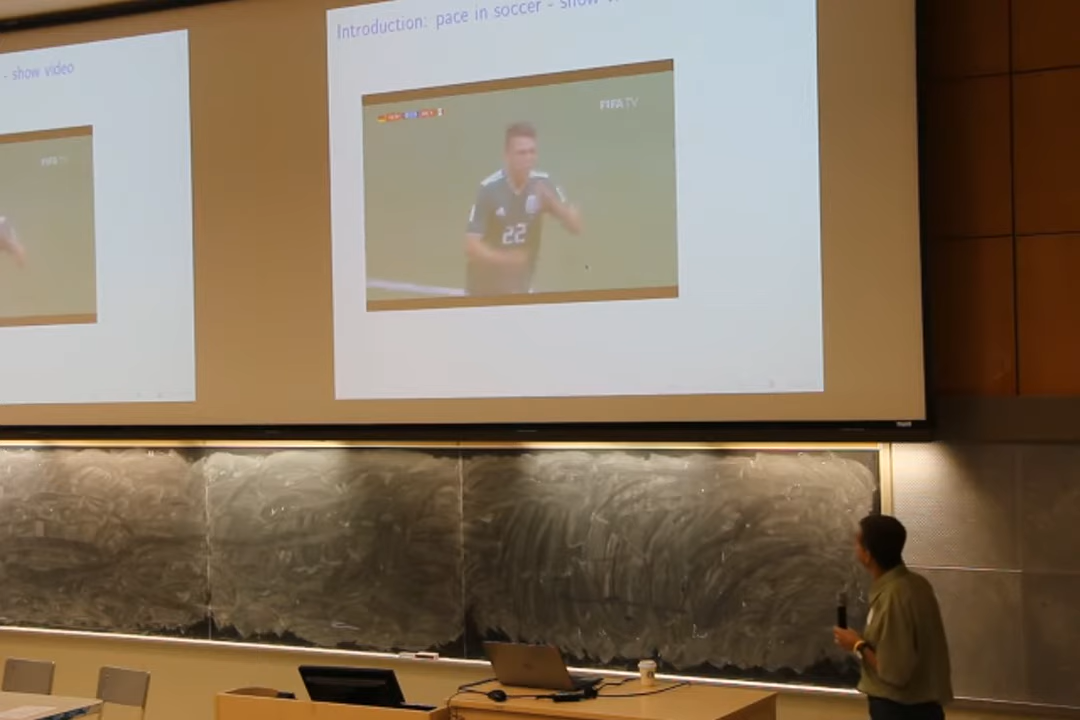 - show video
Introduction: pace in soccer - show
FIFA TV
FIFA TV
22